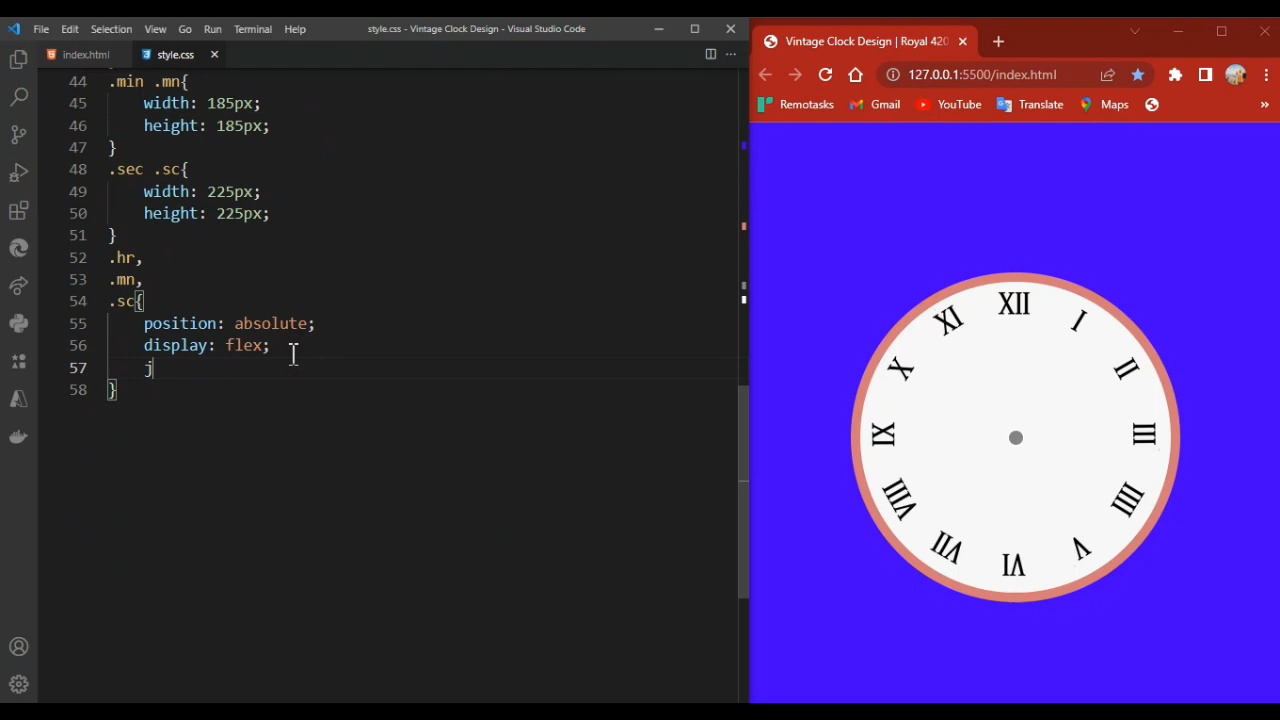 File Edit Selection View Go Run Terminal Help
style.css - Vintage Clock Design - Visual Studio Code
index.html style.css
44 .min .mn{
45 width: 185px;
46 height: 185px;
47 }
48 .sec .sc{
49 width: 225px;
50 height: 225px;
51 }
52 .hr,
53 .mn,
54 .sc{
55 position: absolute;
56 display: flex;
57 j
58 }
Vintage Clock Design | Royal 420
127.0.0.1:5500/index.html
Remotasks Gmail YouTube Translate Maps »
XII
I
II
III
IIII
V
VI
VII
VIII
IX
X
XI